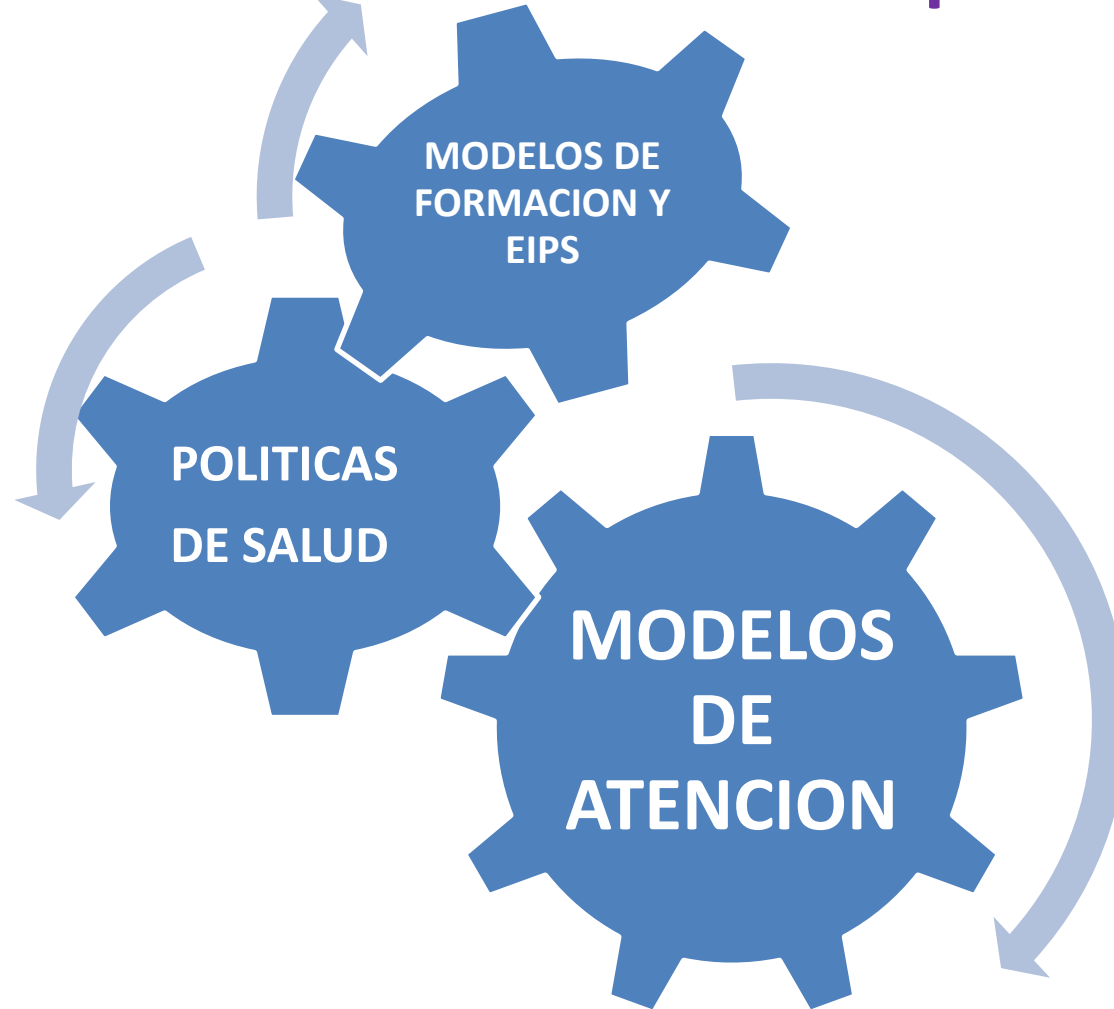 MODELOS DE
FORMACION Y
EIPS
POLITICAS
DE SALUD
MODELOS
DE
ATENCION